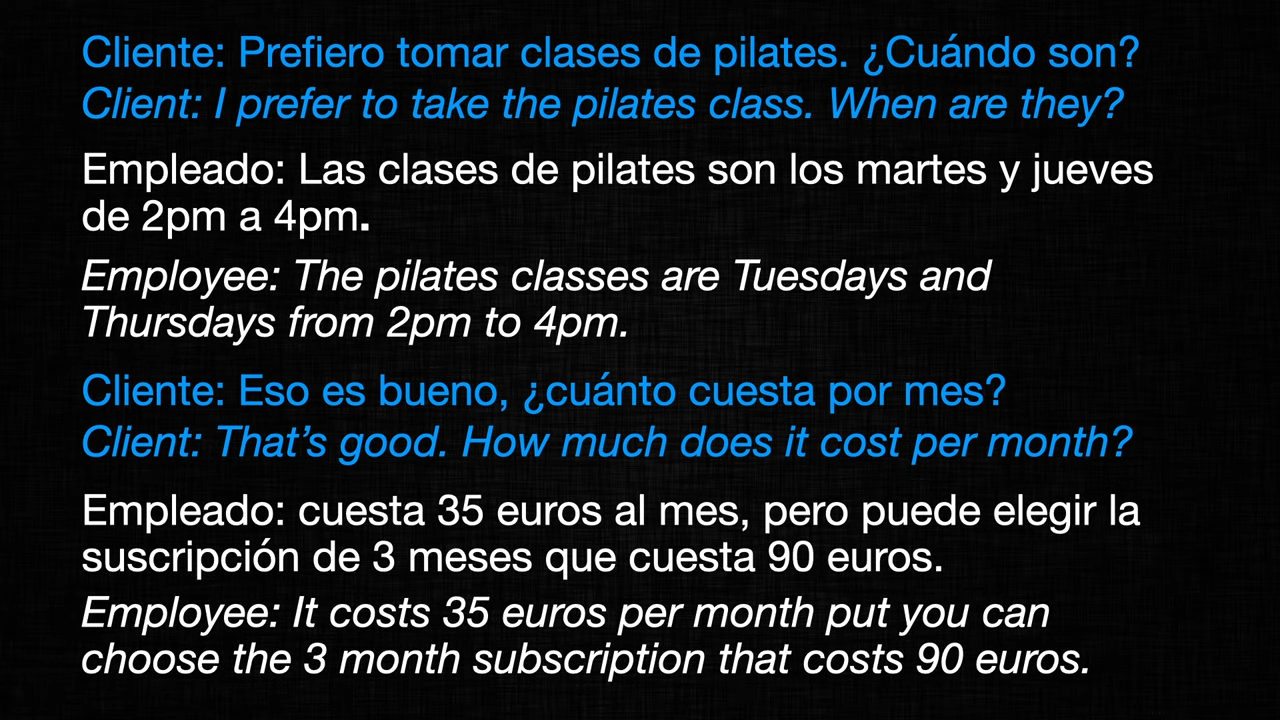 Cliente: Prefiero tomar clases de pilates. ¿Cuándo son?
Client: I prefer to take the pilates class. When are they?
Empleado: Las clases de pilates son los martes y jueves
de 2pm a 4pm.
Employee: The pilates classes are Tuesdays and
Thursdays from 2pm to 4pm.
Cliente: Eso es bueno, ¿cuánto cuesta por mes?
Client: That’s good. How much does it cost per month?
Empleado: cuesta 35 euros al mes, pero puede elegir la
suscripción de 3 meses que cuesta 90 euros.
Employee: It costs 35 euros per month put you can
choose the 3 month subscription that costs 90 euros.